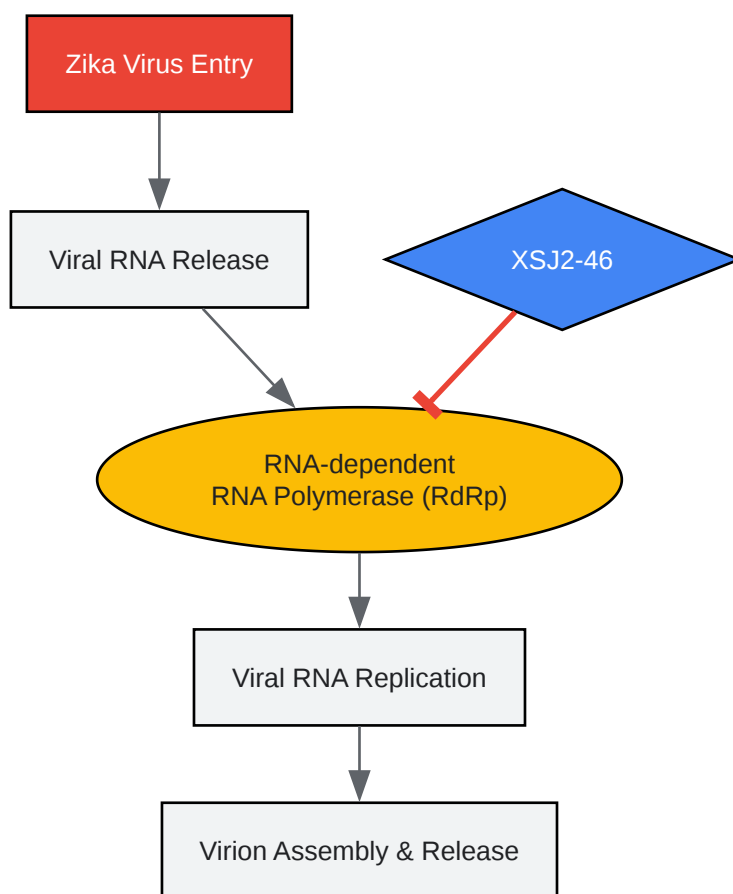 Zika Virus Entry
Viral RNA Release
XSJ2-46
RNA-dependent
RNA Polymerase (RdRp)
Viral RNA Replication
Virion Assembly & Release